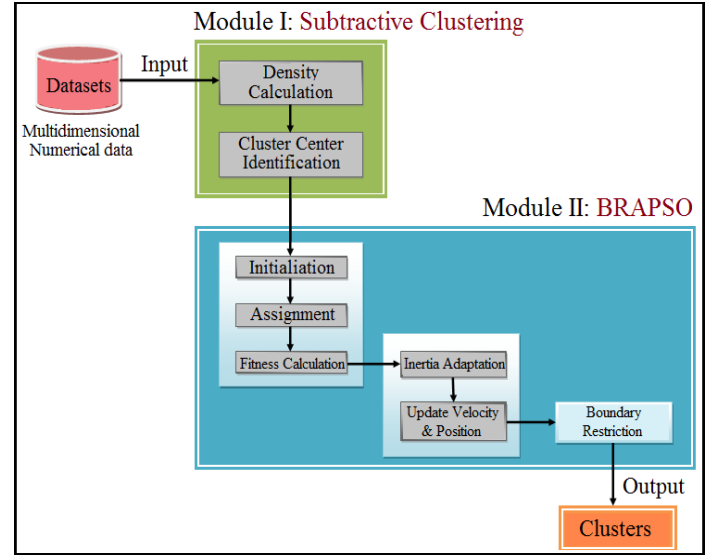 Module I: Subtractive Clustering
Input
Datasets
Multidimensional
Numerical data
Density
Calculation
Cluster Center
Identification
Module II: BRAPSO
Initialiation
Assignment
Fitness Calculation
Inertia Adaptation
Update Velocity
& Position
Boundary
Restriction
Output
Clusters